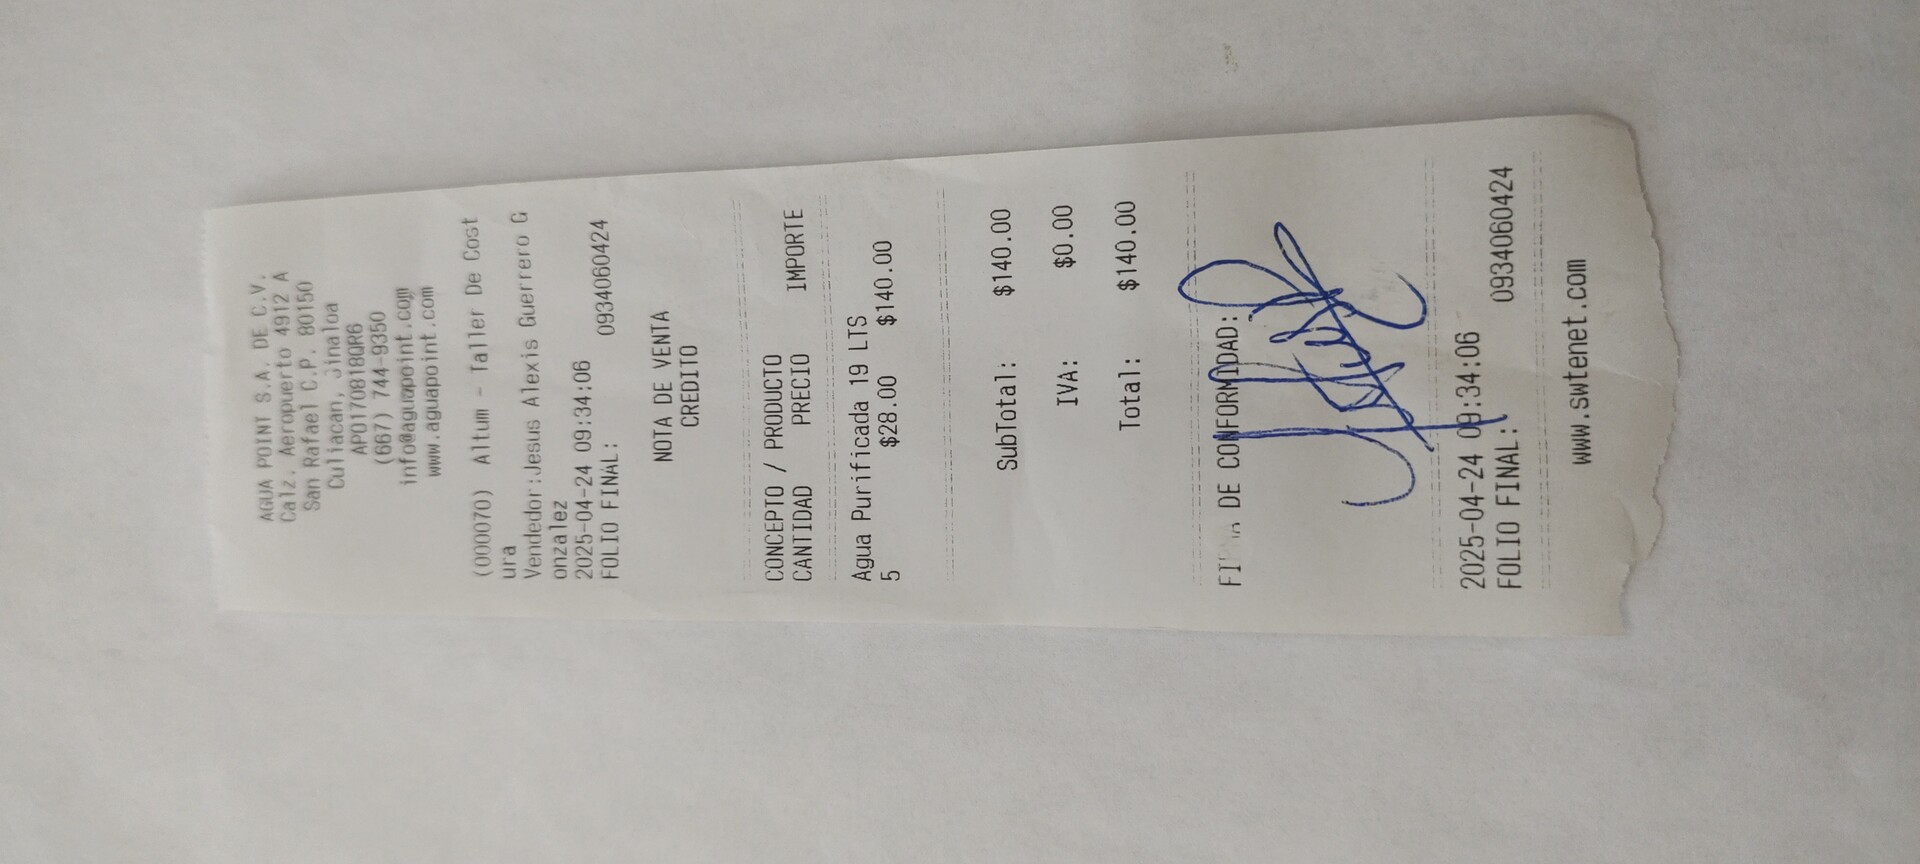 AGUA POINT S.A. DE C.V.
Calz. Aeropuerto 4912 A
San Rafael C.P. 80150
Culiacan, Sinaloa
APO170818QR6
(667) 744-9350
info@aguapoint.com
www.aguapoint.com
(000070) Altum - Taller De Cost
ura
Vendedor:Jesus Alexis Guerrero G
onzalez
2025-04-24 09:34:06
FOLIO FINAL: 0934060424
NOTA DE VENTA
CREDITO
CONCEPTO / PRODUCTO
CANTIDAD PRECIO IMPORTE
Agua Purificada 19 LTS
5 $28.00 $140.00
SubTotal: $140.00
IVA: $0.00
Total: $140.00
FIRMA DE CONFORMIDAD:
2025-04-24 09:34:06
FOLIO FINAL: 0934060424
www.swtenet.com